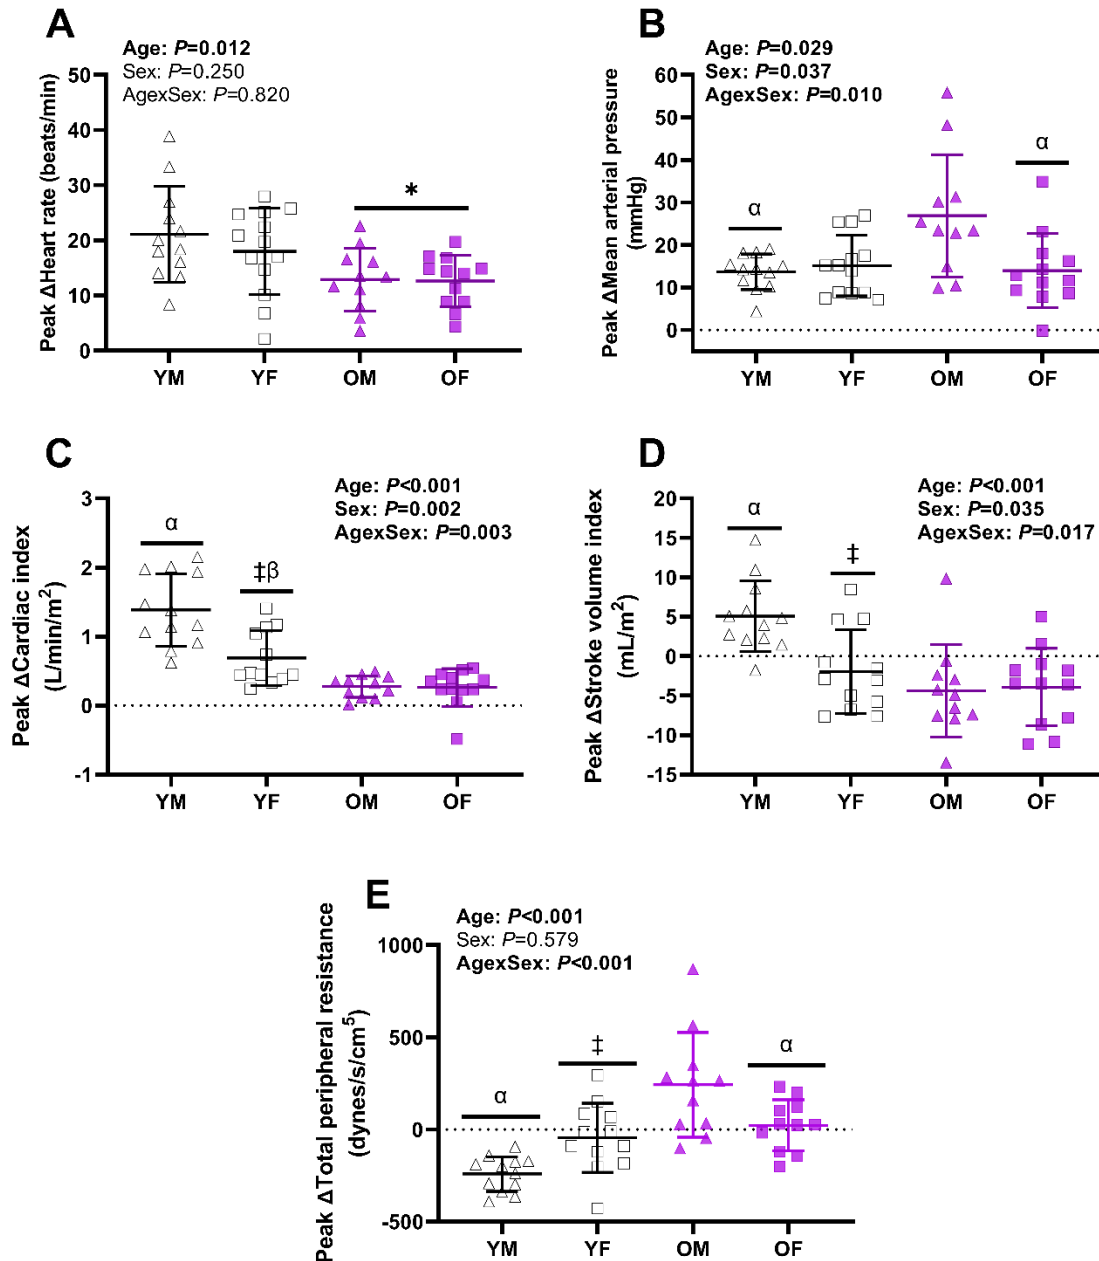 A
Age: P=0.012
Sex: P=0.250
AgexSex: P=0.820
Peak ΔHeart rate (beats/min)
50
40
30
20
10
0
*
YM YF OM OF
B
Age: P=0.029
Sex: P=0.037
AgexSex: P=0.010
Peak ΔMean arterial pressure
(mmHg)
60
50
40
30
20
10
0
α α
YM YF OM OF
C
Age: P<0.001
Sex: P=0.002
AgexSex: P=0.003
Peak ΔCardiac index
(L/min/m²)
3
2
1
0
-1
α ‡β
YM YF OM OF
D
Age: P<0.001
Sex: P=0.035
AgexSex: P=0.017
Peak ΔStroke volume index
(mL/m²)
20
15
10
5
0
-5
-10
-15
α ‡
YM YF OM OF
E
Age: P<0.001
Sex: P=0.579
AgexSex: P<0.001
Peak ΔTotal peripheral resistance
(dynes/s/cm⁵)
1000
500
0
-500
α ‡ α
YM YF OM OF